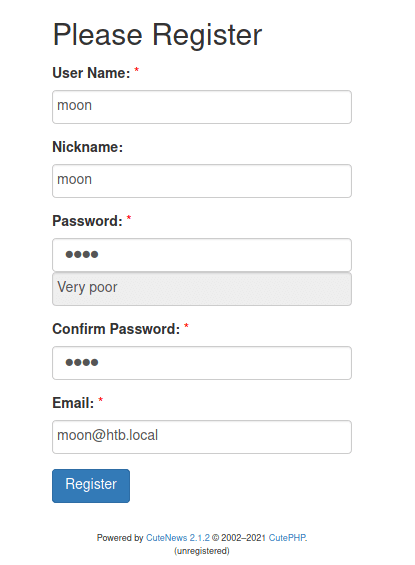 Please Register
User Name: *
moon
Nickname:
moon
Password: *
●●●●
Very poor
Confirm Password: *
●●●●
Email: *
moon@htb.local
Register
Powered by CuteNews 2.1.2 © 2002–2021 CutePHP.
(unregistered)